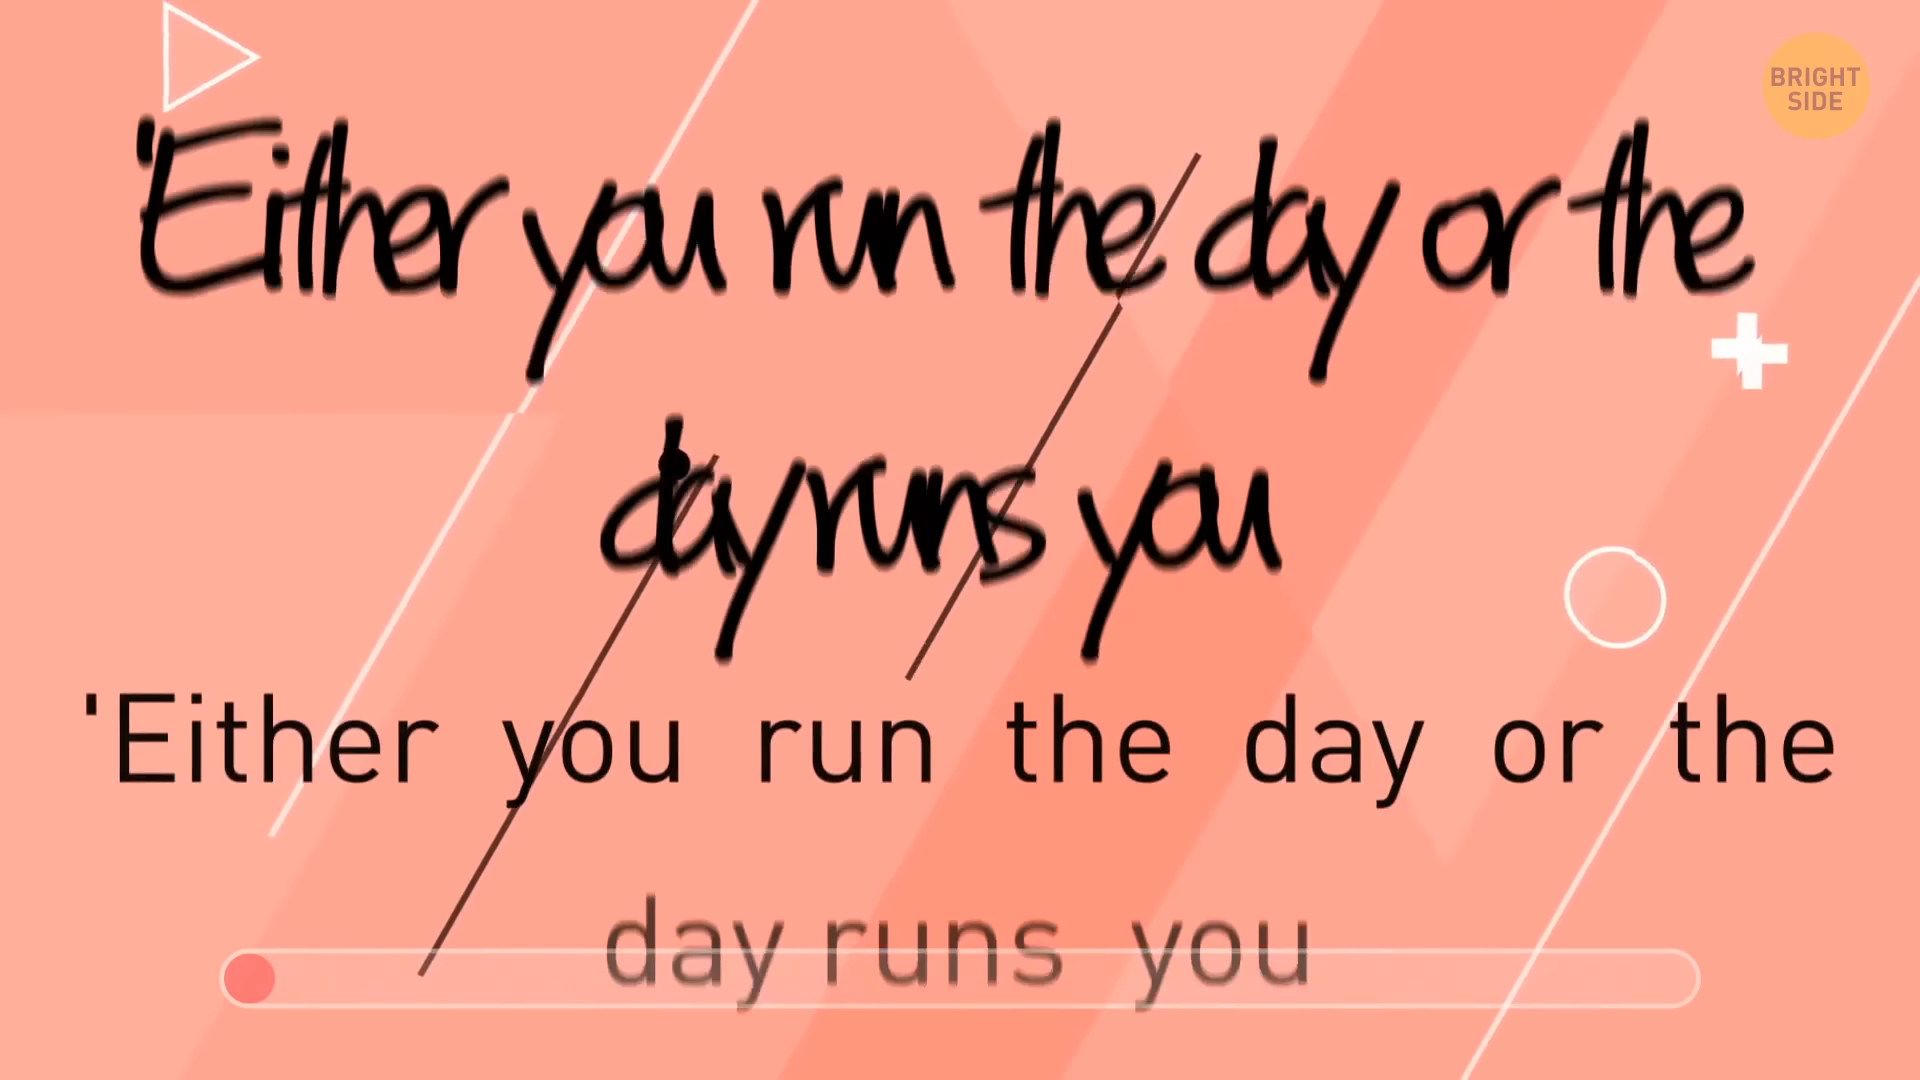 BRIGHT
SIDE
'Either you run the day or the
day runs you
'Either you run the day or the
day runs you